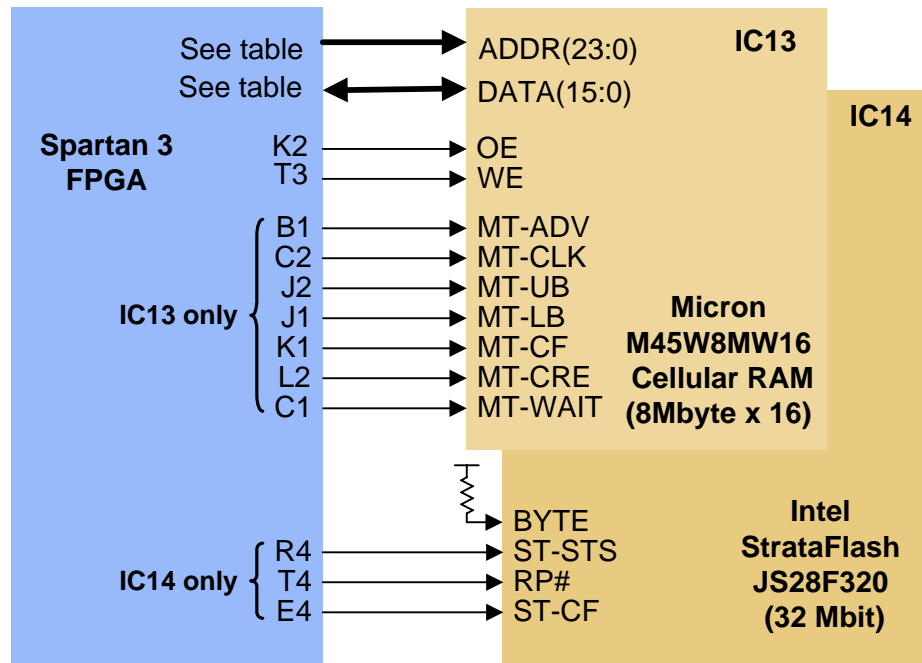 See table
ADDR(23:0)
IC13
See table
DATA(15:0)
IC14
Spartan 3
FPGA
K2
OE
T3
WE
IC13 only
B1
MT-ADV
C2
MT-CLK
J2
MT-UB
J1
MT-LB
K1
MT-CF
L2
MT-CRE
C1
MT-WAIT
Micron
M45W8MW16
Cellular RAM
(8Mbyte x 16)
BYTE
IC14 only
R4
ST-STS
T4
RP#
E4
ST-CF
Intel
StrataFlash
JS28F320
(32 Mbit)